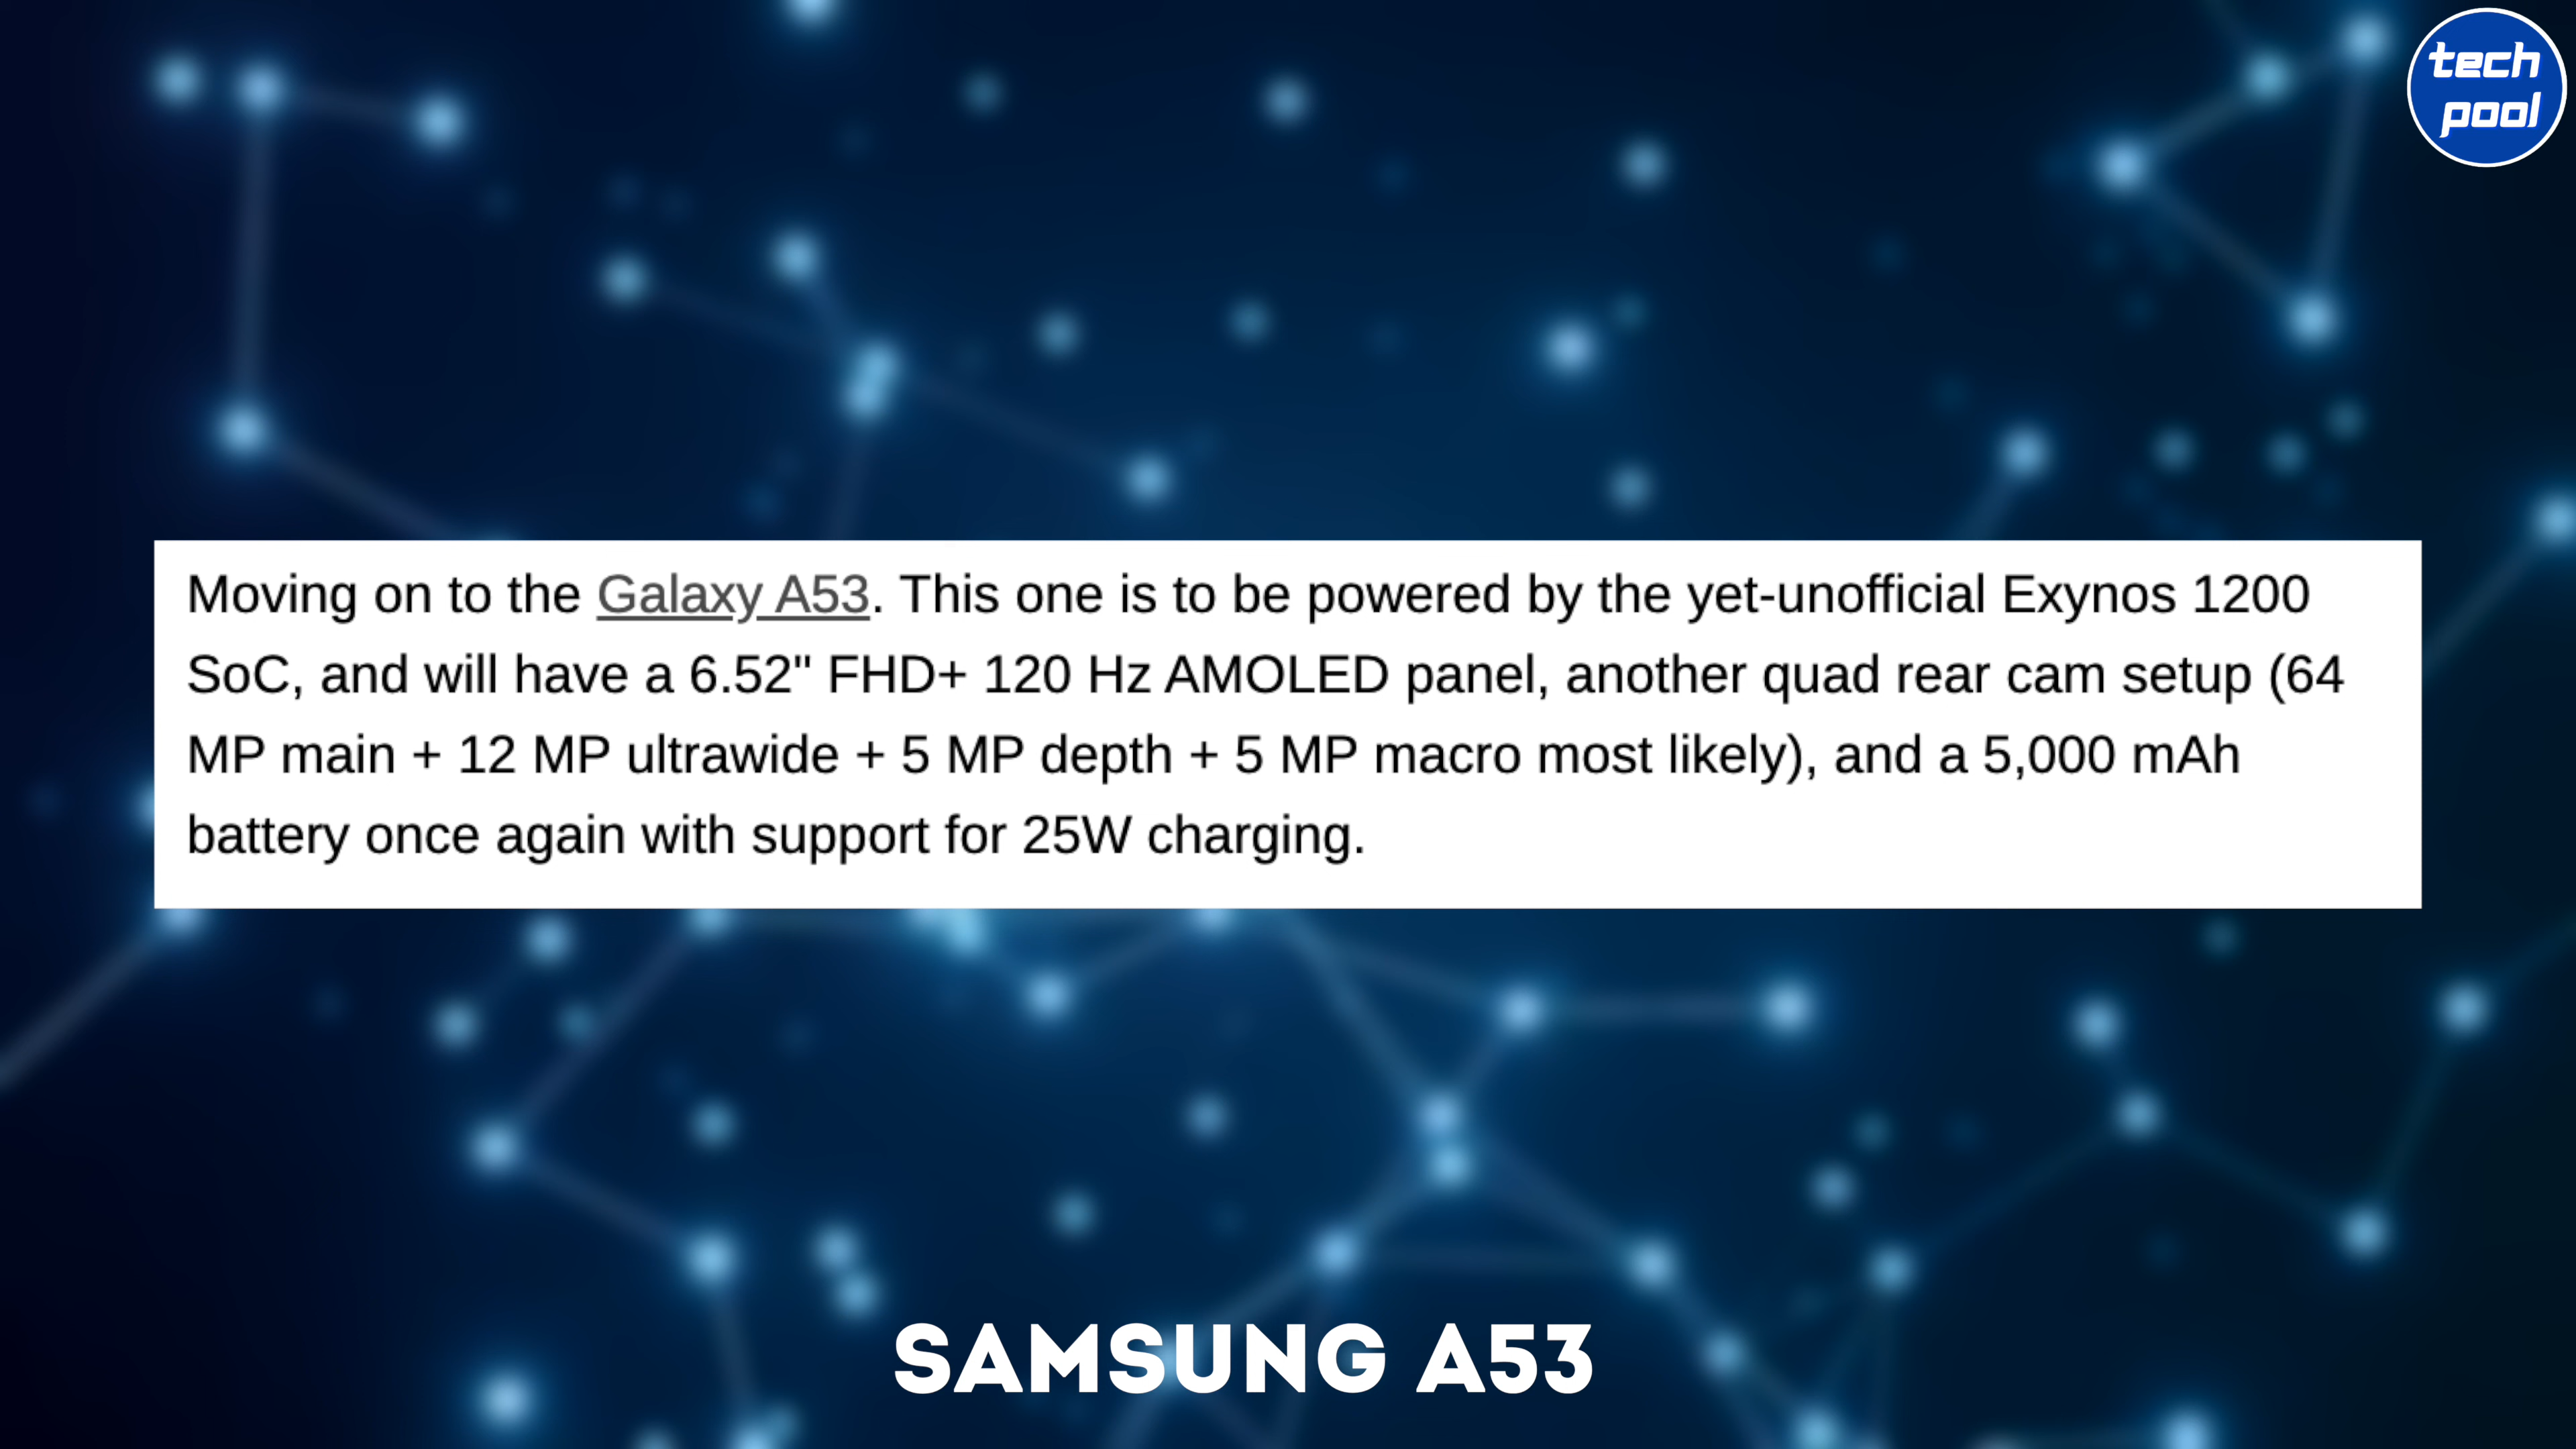 tech
pool
Moving on to the Galaxy A53. This one is to be powered by the yet-unofficial Exynos 1200
SoC, and will have a 6.52" FHD+ 120 Hz AMOLED panel, another quad rear cam setup (64
MP main + 12 MP ultrawide + 5 MP depth + 5 MP macro most likely), and a 5,000 mAh
battery once again with support for 25W charging.
SAMSUNG A53